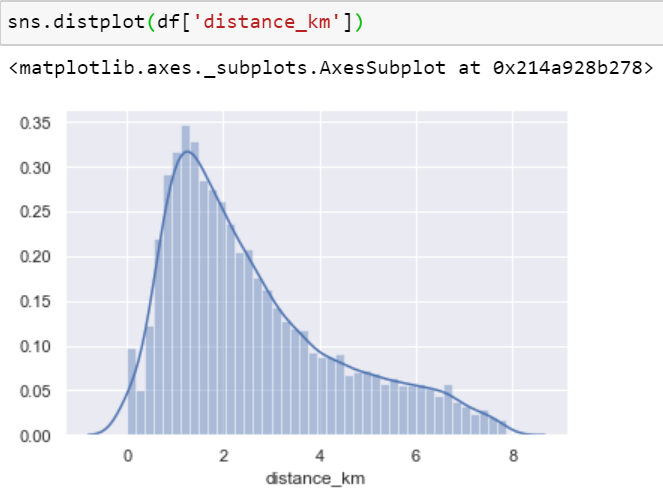 sns.distplot(df['distance_km'])
<matplotlib.axes._subplots.AxesSubplot at 0x214a928b278>
0.35
0.30
0.25
0.20
0.15
0.10
0.05
0.00
0 2 4 6 8
distance_km